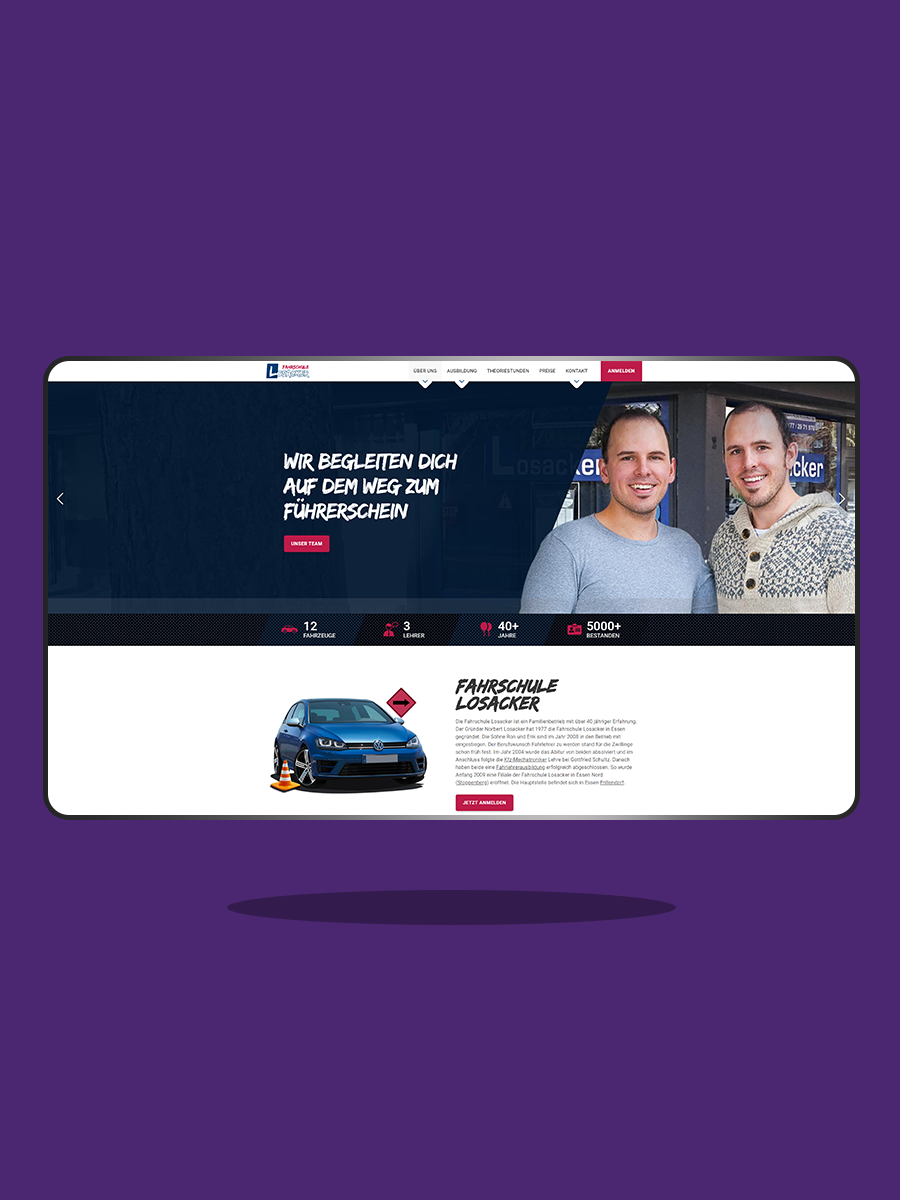 FAHRSCHULE
LOSACKER
ÜBER UNS
AUSBILDUNG
THEORIESTUNDEN
PREISE
KONTAKT
ANMELDEN
WIR BEGLEITEN DICH
AUF DEM WEG ZUM
FÜHRERSCHEIN
UNSER TEAM
Losacker
cker
12
FAHRZEUGE
3
LEHRER
40+
JAHRE
5000+
BESTANDEN
FAHRSCHULE
LOSACKER
Die Fahrschule Losacker ist ein Familienbetrieb mit über 40 jähriger Erfahrung.
Der Gründer Norbert Losacker hat 1977 die Fahrschule Losacker in Essen
gegründet. Die Söhne Ron und Erik sind im Jahr 2008 in den Betrieb mit
eingestiegen. Der Berufswunsch Fahrlehrer zu werden stand für die Zwillinge
schon früh fest. Im Jahr 2004 wurde das Abitur von beiden absolviert und im
Anschluss folgte die Kfz-Mechatroniker Lehre bei Gottfried Schultz. Danach
haben beide eine Fahrlehrerausbildung erfolgreich abgeschlossen. So wurde
Anfang 2009 eine Filiale der Fahrschule Losacker in Essen Nord
(Stoppenberg) eröffnet. Die Hauptstelle befindet sich in Essen Frillendorf.
JETZT ANMELDEN